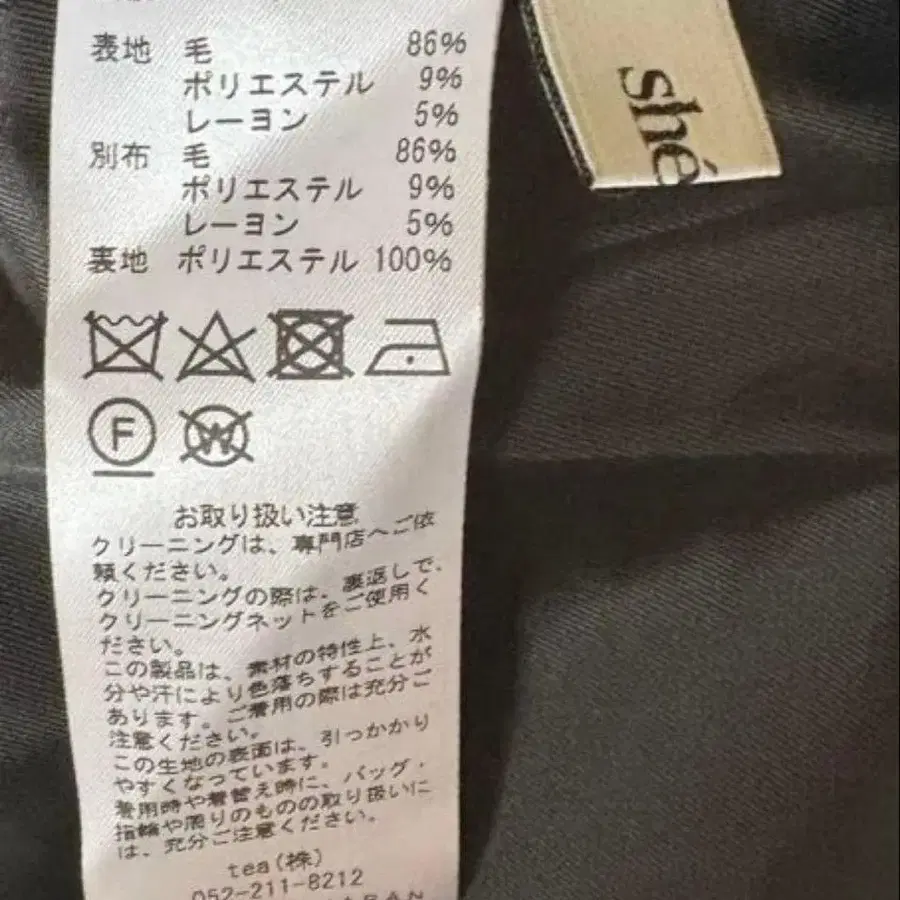 表地 毛 86%
ポリエステル 9%
レーヨン 5%
別布 毛 86%
ポリエステル 9%
レーヨン 5%
裏地 ポリエステル 100%
F
W
お取り扱い注意
クリーニングは、専門店へご依
頼ください。
クリーニングの際は、裏返しで、
クリーニングネットをご使用く
ださい。
この製品は、素材の特性上、水
分や汗により色落ちすることが
あります。ご着用の際は充分ご
注意ください。
この生地の表面は、引っかかり
やすくなっています。
着用時や着替え時に、バッグ・
指輪や周りのものの取り扱いに
は、充分ご注意ください。
tea(株)
052-211-8212
shé